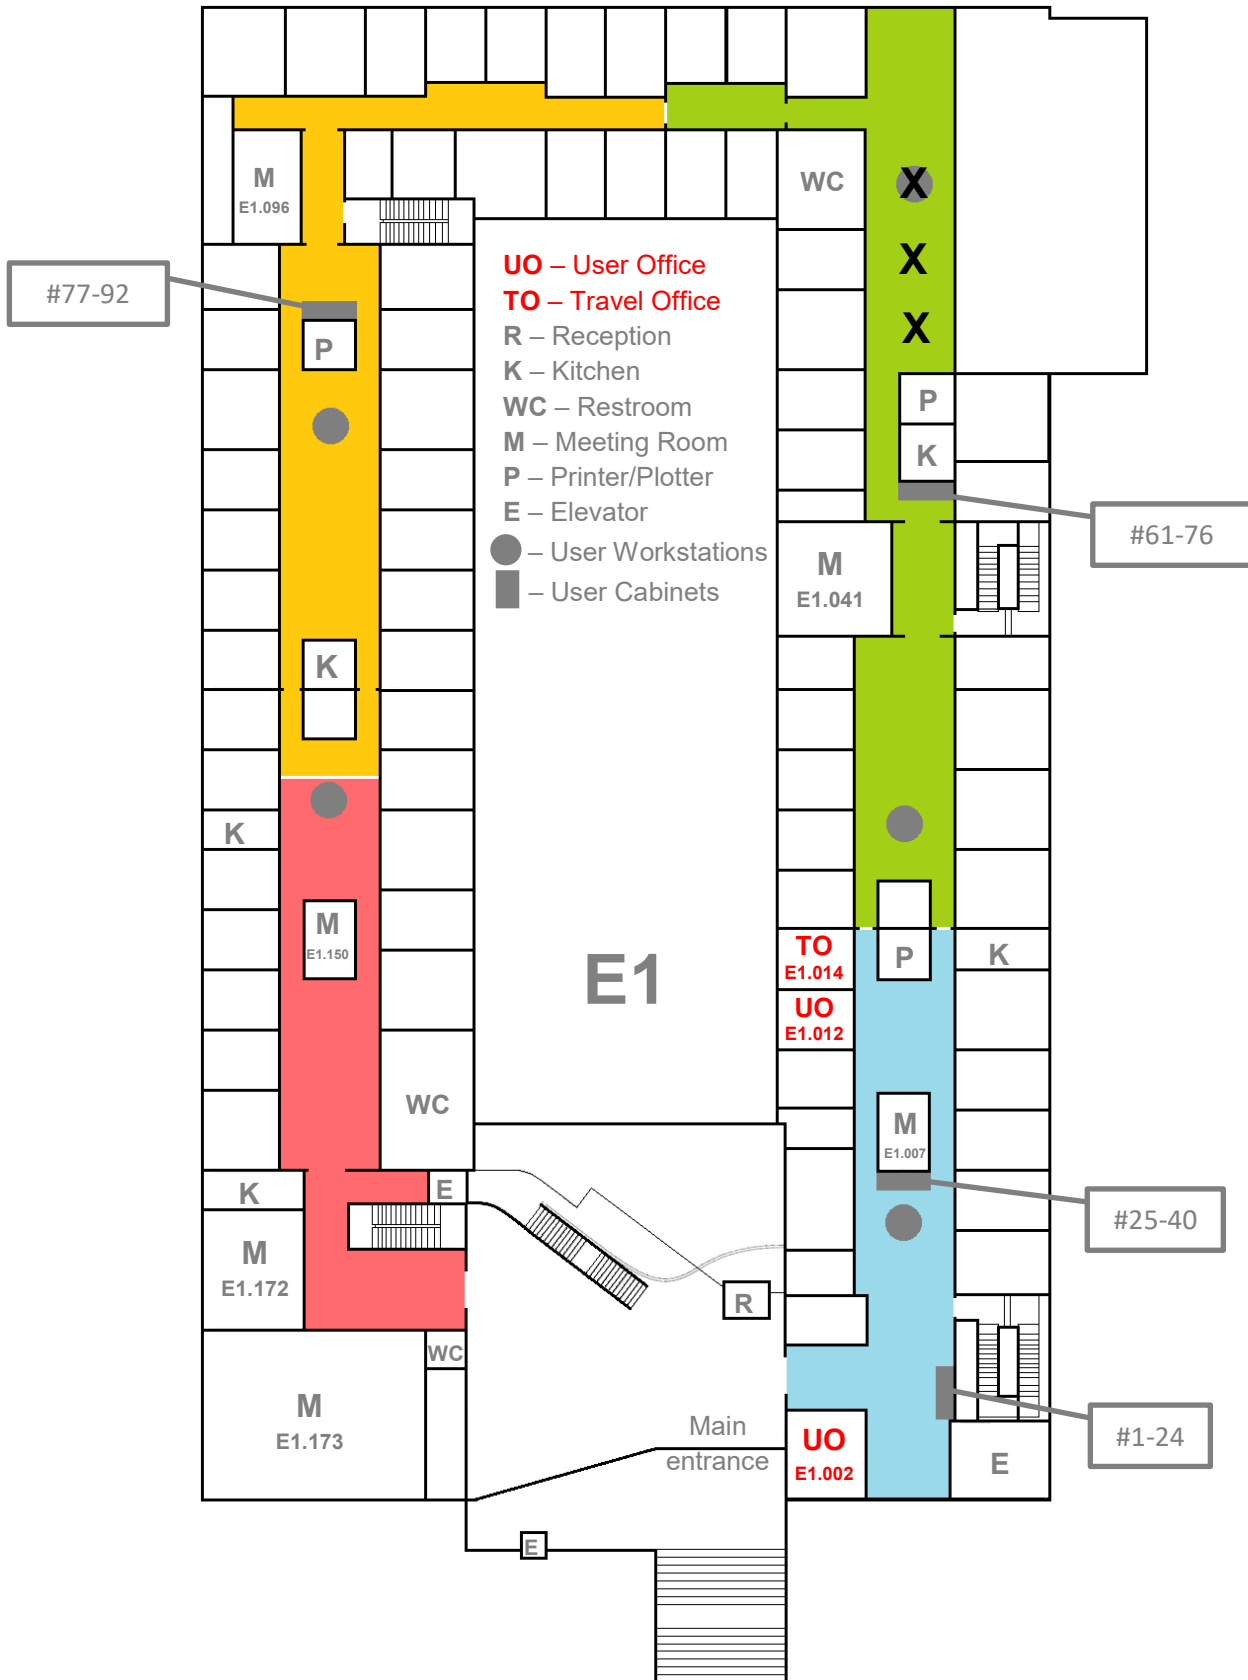 M
E1.096
WC
X
#77-92
UO – User Office
TO – Travel Office
R – Reception
K – Kitchen
WC – Restroom
M – Meeting Room
P – Printer/Plotter
E – Elevator
– User Workstations
– User Cabinets
X
X
P
P
K
#61-76
M
E1.041
K
K
M
E1.150
E1
TO
E1.014
P
K
UO
E1.012
WC
M
E1.007
K
E
#25-40
M
E1.172
R
WC
M
E1.173
Main
entrance
UO
E1.002
E
#1-24
E